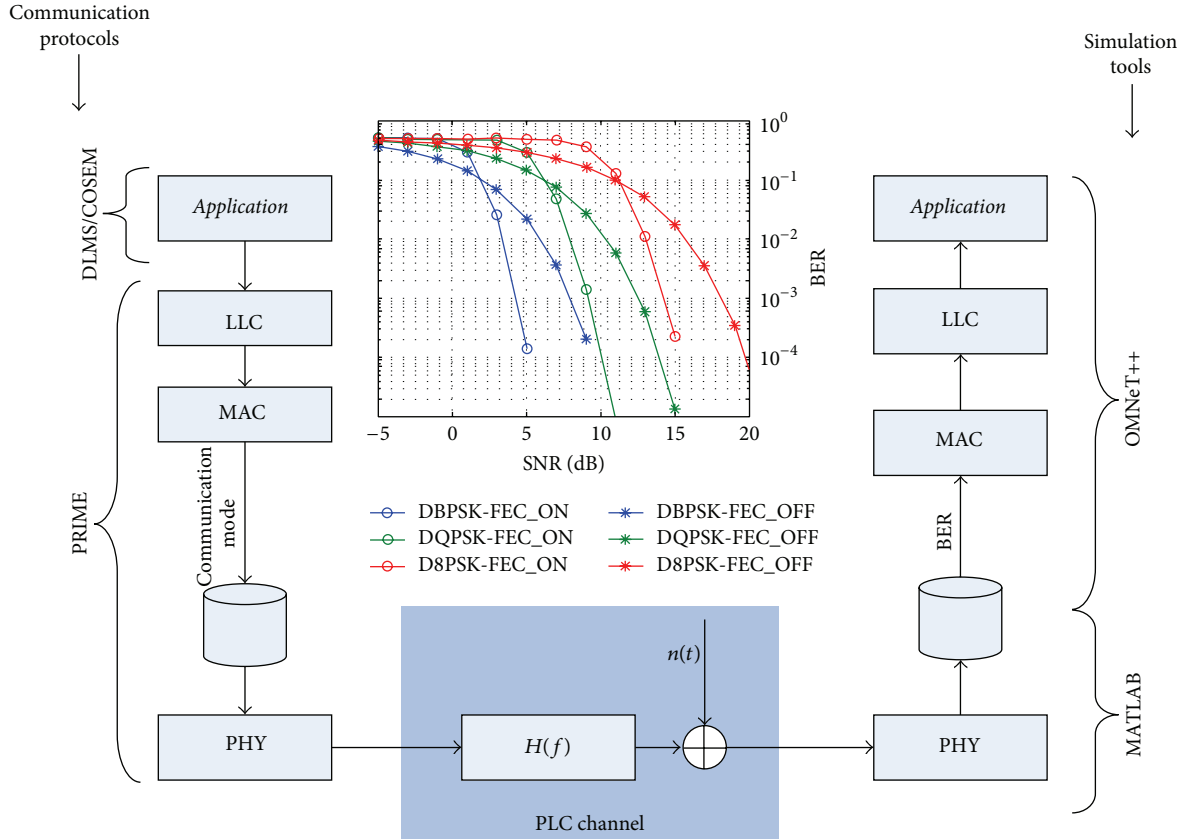 Communication
protocols
Simulation
tools
DLMS/COSEM
PRIME
Application
LLC
MAC
Communication
mode
PHY
10^0
10^-1
10^-2
10^-3
10^-4
BER
−5
0
5
10
15
20
SNR (dB)
DBPSK-FEC_ON
DQPSK-FEC_ON
D8PSK-FEC_ON
DBPSK-FEC_OFF
DQPSK-FEC_OFF
D8PSK-FEC_OFF
n(t)
H(f)
PLC channel
Application
LLC
MAC
BER
PHY
OMNeT++
MATLAB